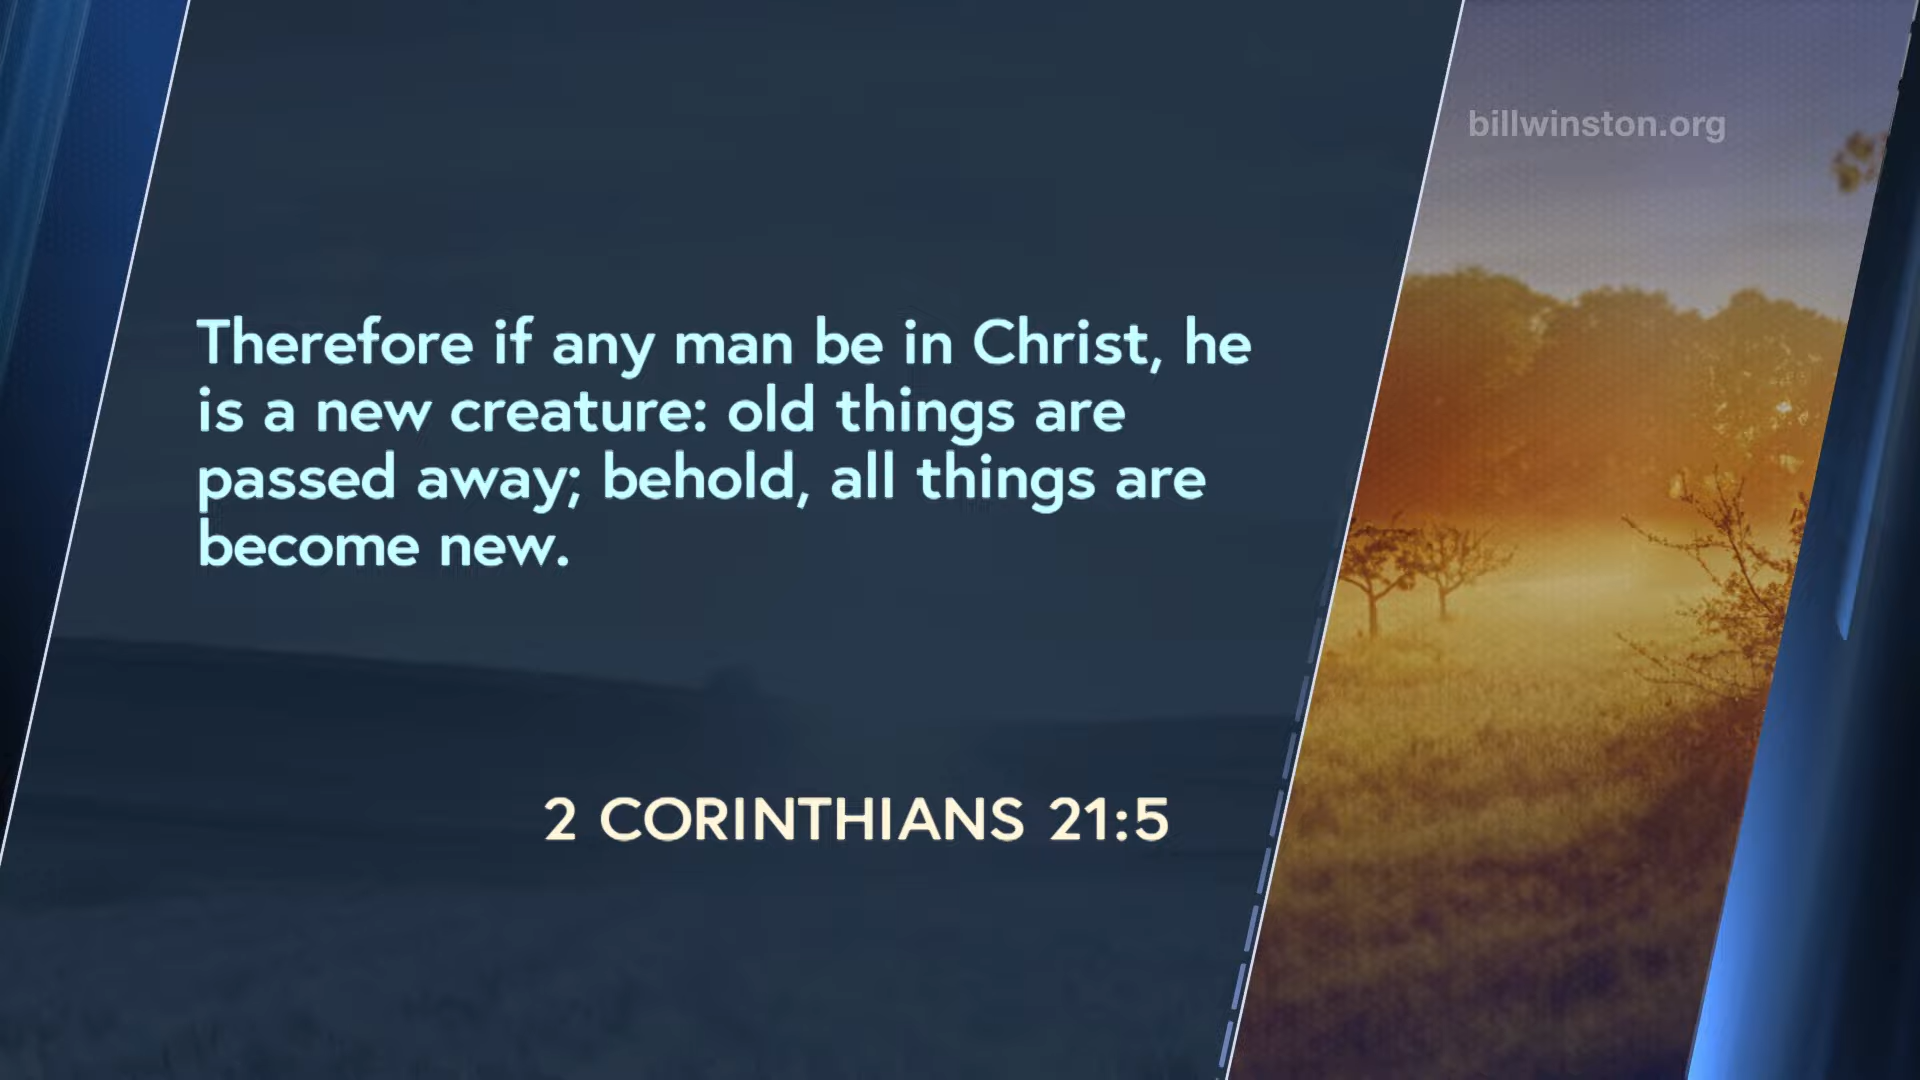 billwinston.org
Therefore if any man be in Christ, he
is a new creature: old things are
passed away; behold, all things are
become new.
2 CORINTHIANS 21:5